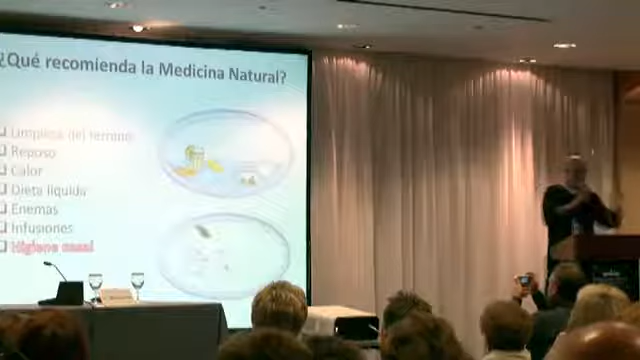 ¿Qué recomienda la Medicina Natural?
Limpieza del terreno
Reposo
Calor
Dieta líquida
Enemas
Infusiones
Higiene nasal